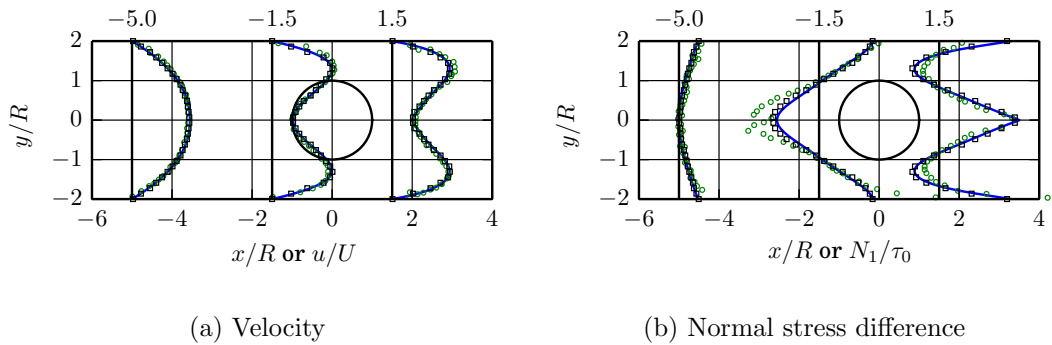 −5.0 −1.5 1.5
2
1
0
−1
−2
y/R
−6 −4 −2 0 2 4
x/R or u/U
(a) Velocity
−5.0 −1.5 1.5
2
1
0
−1
−2
y/R
−6 −4 −2 0 2 4
x/R or N₁/τ₀
(b) Normal stress difference